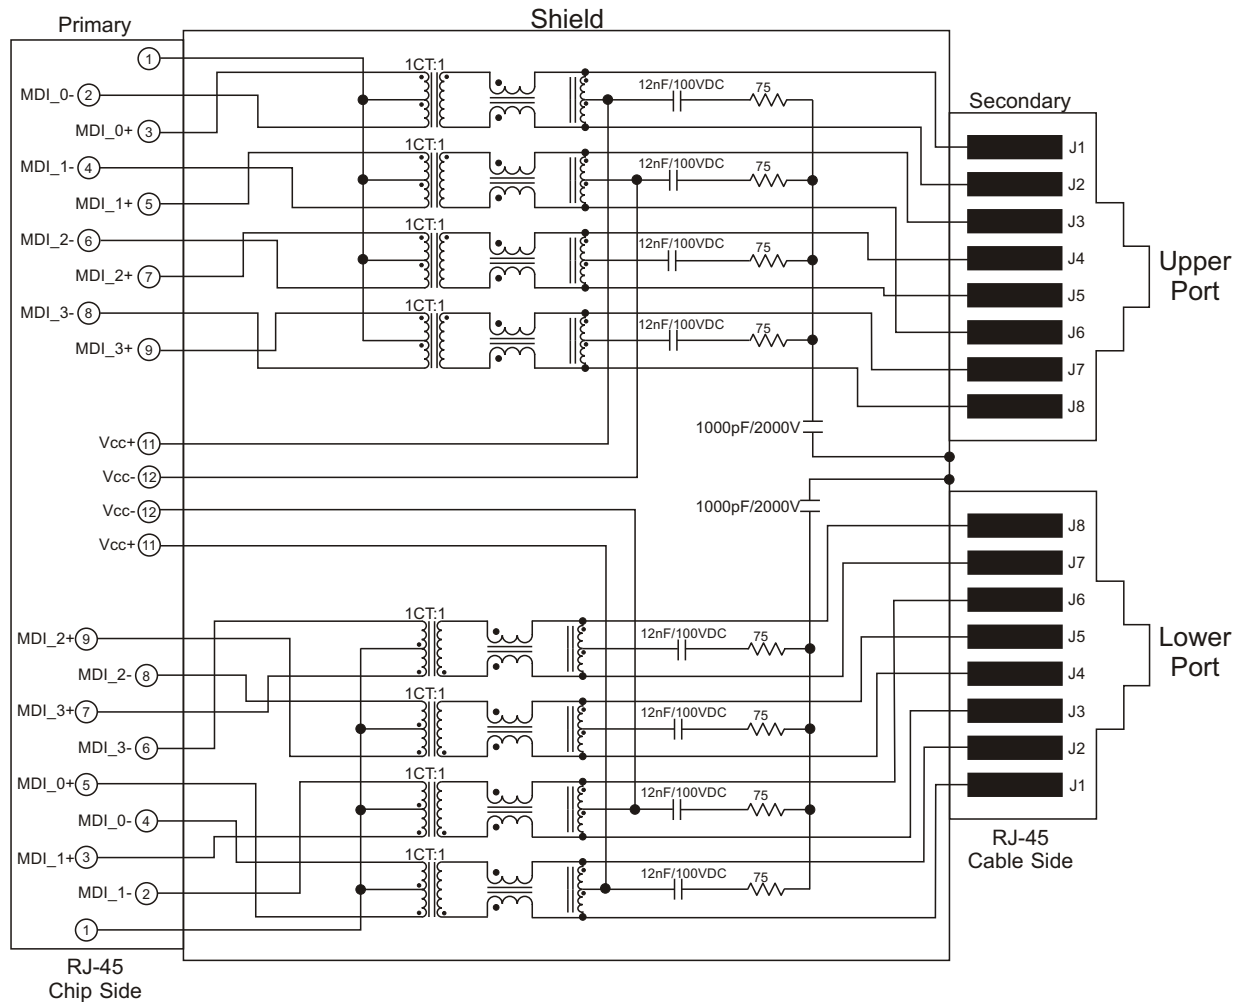 Shield
Primary
1
1CT:1
12nF/100VDC
75
Secondary
MDI_0- 2
MDI_0+ 3
J1
1CT:1
12nF/100VDC
75
MDI_1- 4
J2
MDI_1+ 5
J3
1CT:1
12nF/100VDC
75
MDI_2- 6
J4
Upper
Port
MDI_2+ 7
J5
1CT:1
12nF/100VDC
75
MDI_3- 8
J6
MDI_3+ 9
J7
J8
1000pF/2000V
Vcc+ 11
Vcc- 12
Vcc- 12
1000pF/2000V
Vcc+ 11
J8
J7
J6
1CT:1
12nF/100VDC
75
MDI_2+ 9
J5
Lower
Port
MDI_2- 8
J4
1CT:1
12nF/100VDC
75
MDI_3+ 7
J3
MDI_3- 6
J2
1CT:1
12nF/100VDC
75
MDI_0+ 5
J1
MDI_0- 4
RJ-45
Cable Side
1CT:1
12nF/100VDC
75
MDI_1+ 3
MDI_1- 2
1
RJ-45
Chip Side